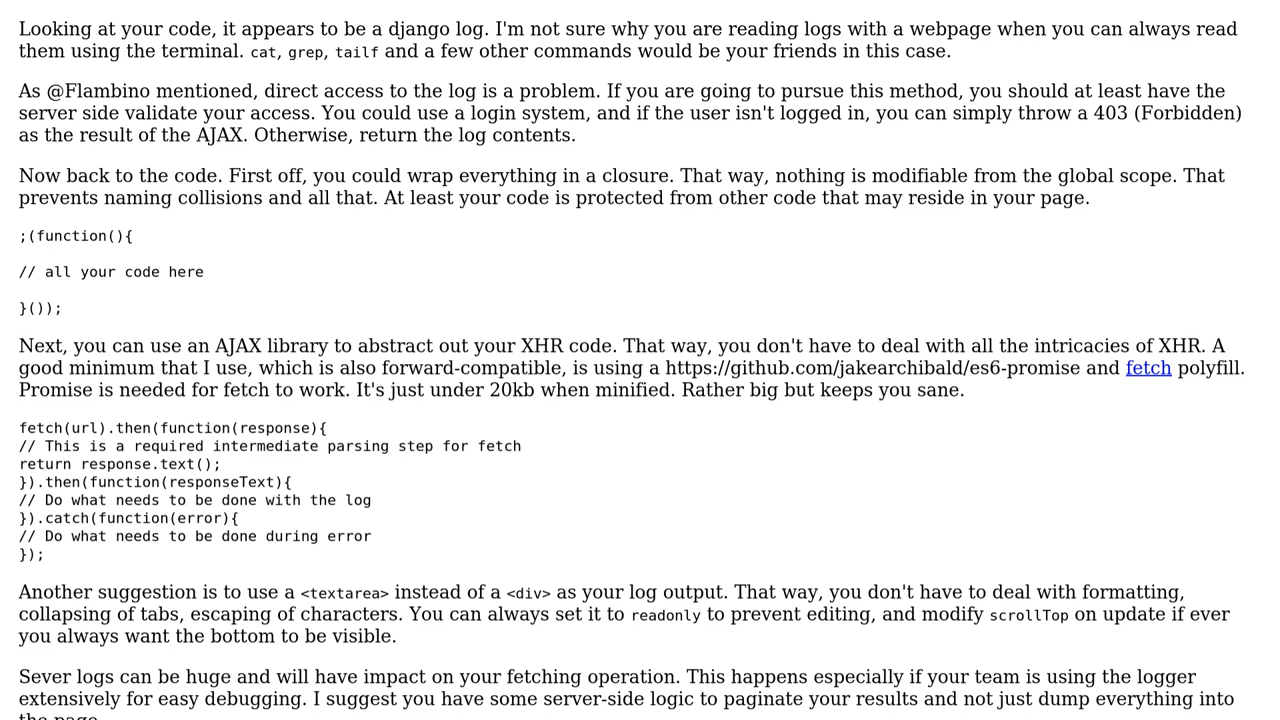 Looking at your code, it appears to be a django log. I'm not sure why you are reading logs with a webpage when you can always read
them using the terminal. cat, grep, tailf and a few other commands would be your friends in this case.
As @Flambino mentioned, direct access to the log is a problem. If you are going to pursue this method, you should at least have the
server side validate your access. You could use a login system, and if the user isn't logged in, you can simply throw a 403 (Forbidden)
as the result of the AJAX. Otherwise, return the log contents.
Now back to the code. First off, you could wrap everything in a closure. That way, nothing is modifiable from the global scope. That
prevents naming collisions and all that. At least your code is protected from other code that may reside in your page.
;(function(){
// all your code here
}());
Next, you can use an AJAX library to abstract out your XHR code. That way, you don't have to deal with all the intricacies of XHR. A
good minimum that I use, which is also forward-compatible, is using a https://github.com/jakearchibald/es6-promise and fetch polyfill.
Promise is needed for fetch to work. It's just under 20kb when minified. Rather big but keeps you sane.
fetch(url).then(function(response){
// This is a required intermediate parsing step for fetch
return response.text();
}).then(function(responseText){
// Do what needs to be done with the log
}).catch(function(error){
// Do what needs to be done during error
});
Another suggestion is to use a <textarea> instead of a <div> as your log output. That way, you don't have to deal with formatting,
collapsing of tabs, escaping of characters. You can always set it to readonly to prevent editing, and modify scrollTop on update if ever
you always want the bottom to be visible.
Sever logs can be huge and will have impact on your fetching operation. This happens especially if your team is using the logger
extensively for easy debugging. I suggest you have some server-side logic to paginate your results and not just dump everything into
the page.